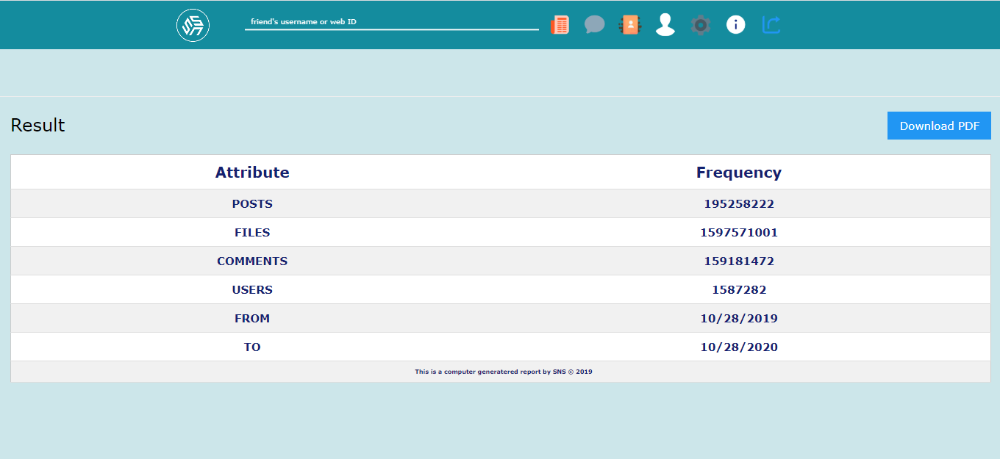 friend's username or web ID
Result
Download PDF
Attribute Frequency
POSTS 195258222
FILES 1597571001
COMMENTS 159181472
USERS 1587282
FROM 10/28/2019
TO 10/28/2020
This is a computer generatered report by SNS © 2019